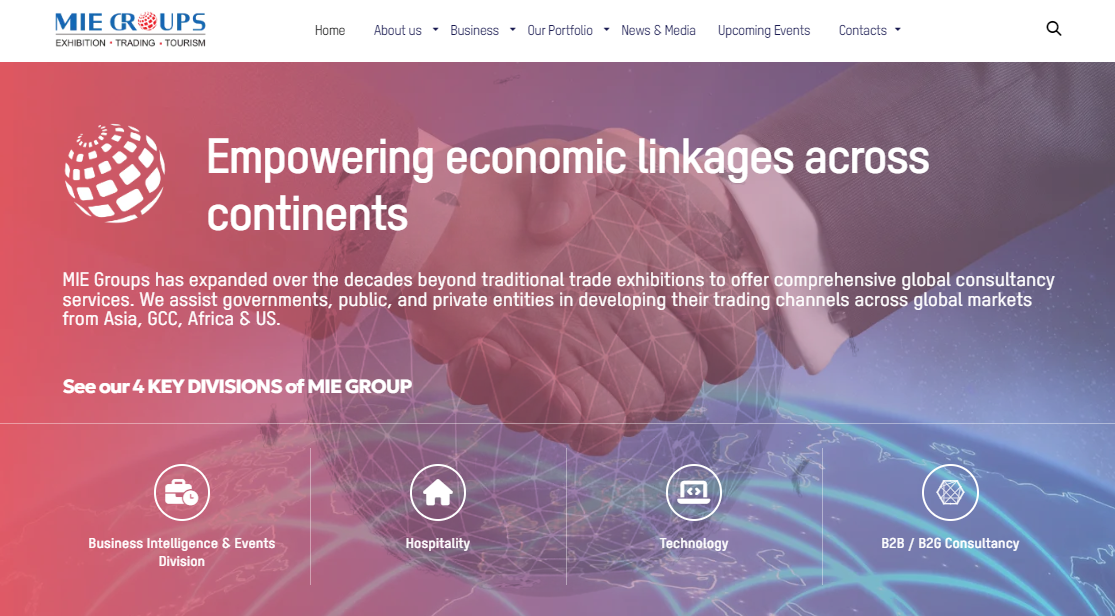 MIE GROUPS
EXHIBITION • TRADING • TOURISM
Home About us Business Our Portfolio News & Media Upcoming Events Contacts
Empowering economic linkages across
continents
MIE Groups has expanded over the decades beyond traditional trade exhibitions to offer comprehensive global consultancy
services. We assist governments, public, and private entities in developing their trading channels across global markets
from Asia, GCC, Africa & US.
See our 4 KEY DIVISIONS of MIE GROUP
Business Intelligence & Events
Division
Hospitality
Technology
B2B / B2G Consultancy